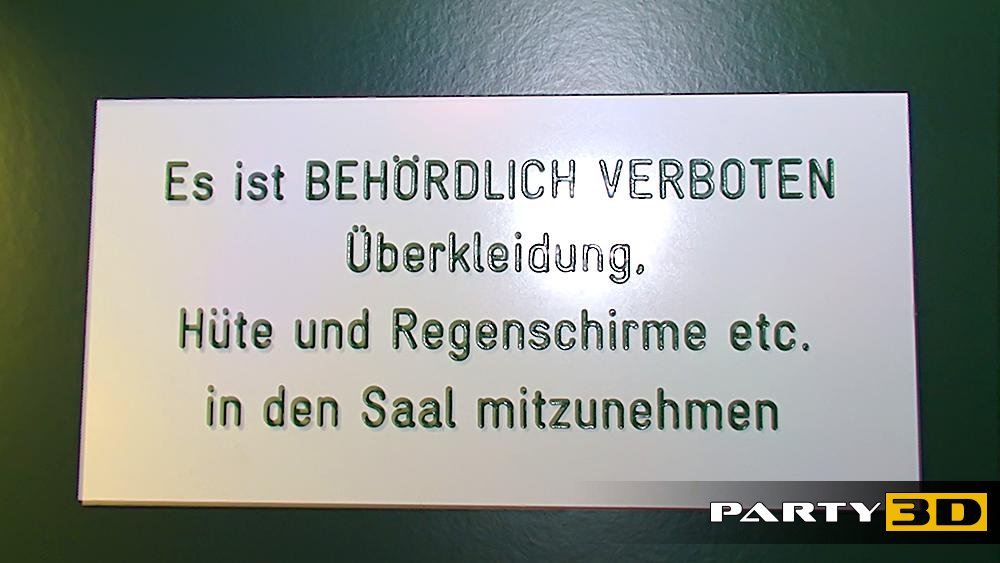 Es ist BEHÖRDLICH VERBOTEN
Überkleidung,
Hüte und Regenschirme etc.
in den Saal mitzunehmen
PARTY 3D